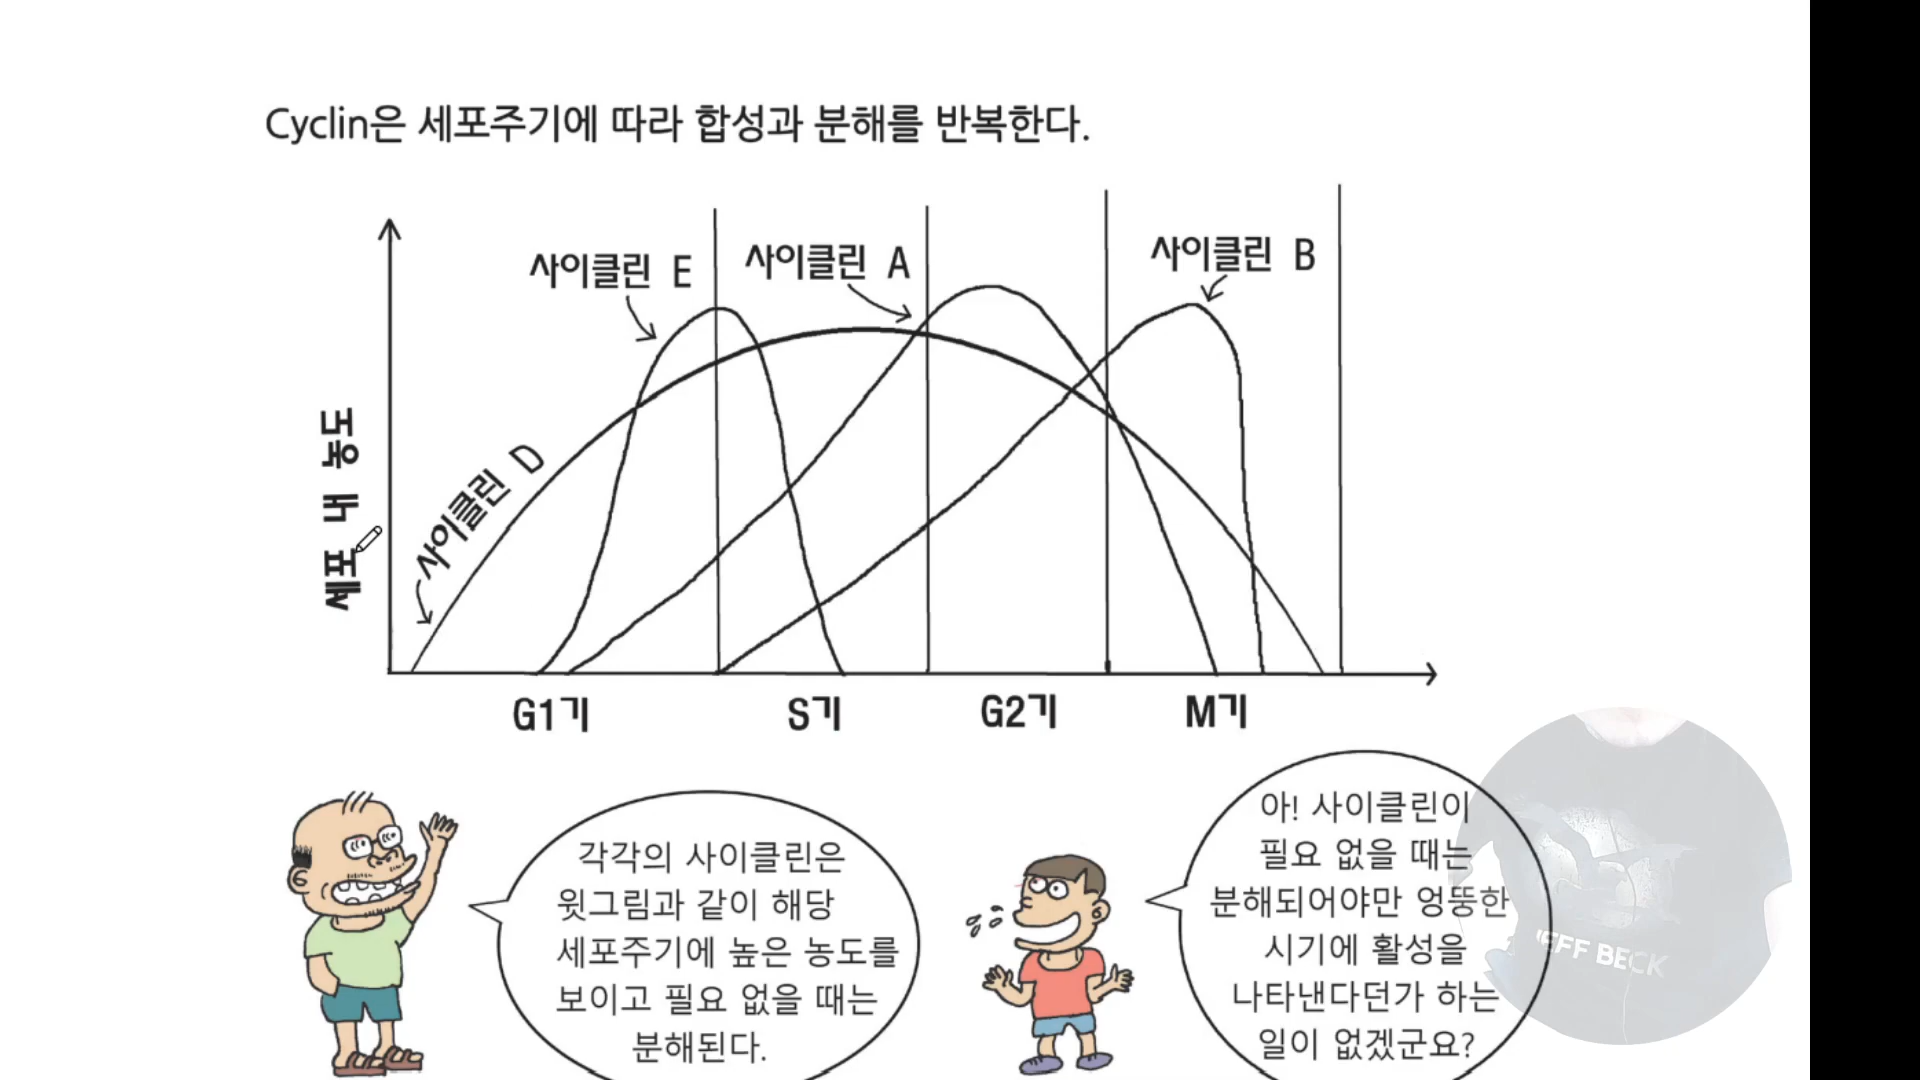 Cyclin은 세포주기에 따라 합성과 분해를 반복한다.
사이클린 E
사이클린 A
사이클린 B
사이클린 D
세포 내 농도
G1기
S기
G2기
M기
각각의 사이클린은
윗그림과 같이 해당
세포주기에 높은 농도를
보이고 필요 없을 때는
분해된다.
아! 사이클린이
필요 없을 때는
분해되어야만 엉뚱한
시기에 활성을
나타낸다던가 하는
일이 없겠군요?
JEFF BECK